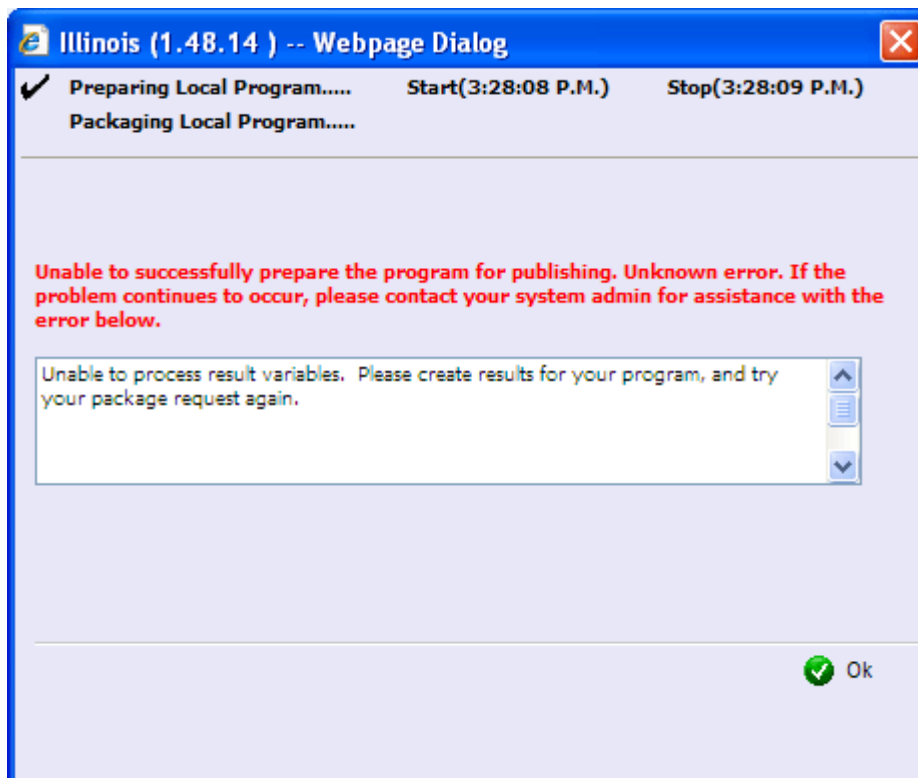 Illinois (1.48.14 ) -- Webpage Dialog
Preparing Local Program..... Start(3:28:08 P.M.) Stop(3:28:09 P.M.)
Packaging Local Program.....
Unable to successfully prepare the program for publishing. Unknown error. If the
problem continues to occur, please contact your system admin for assistance with the
error below.
Unable to process result variables.  Please create results for your program, and try
your package request again.
Ok